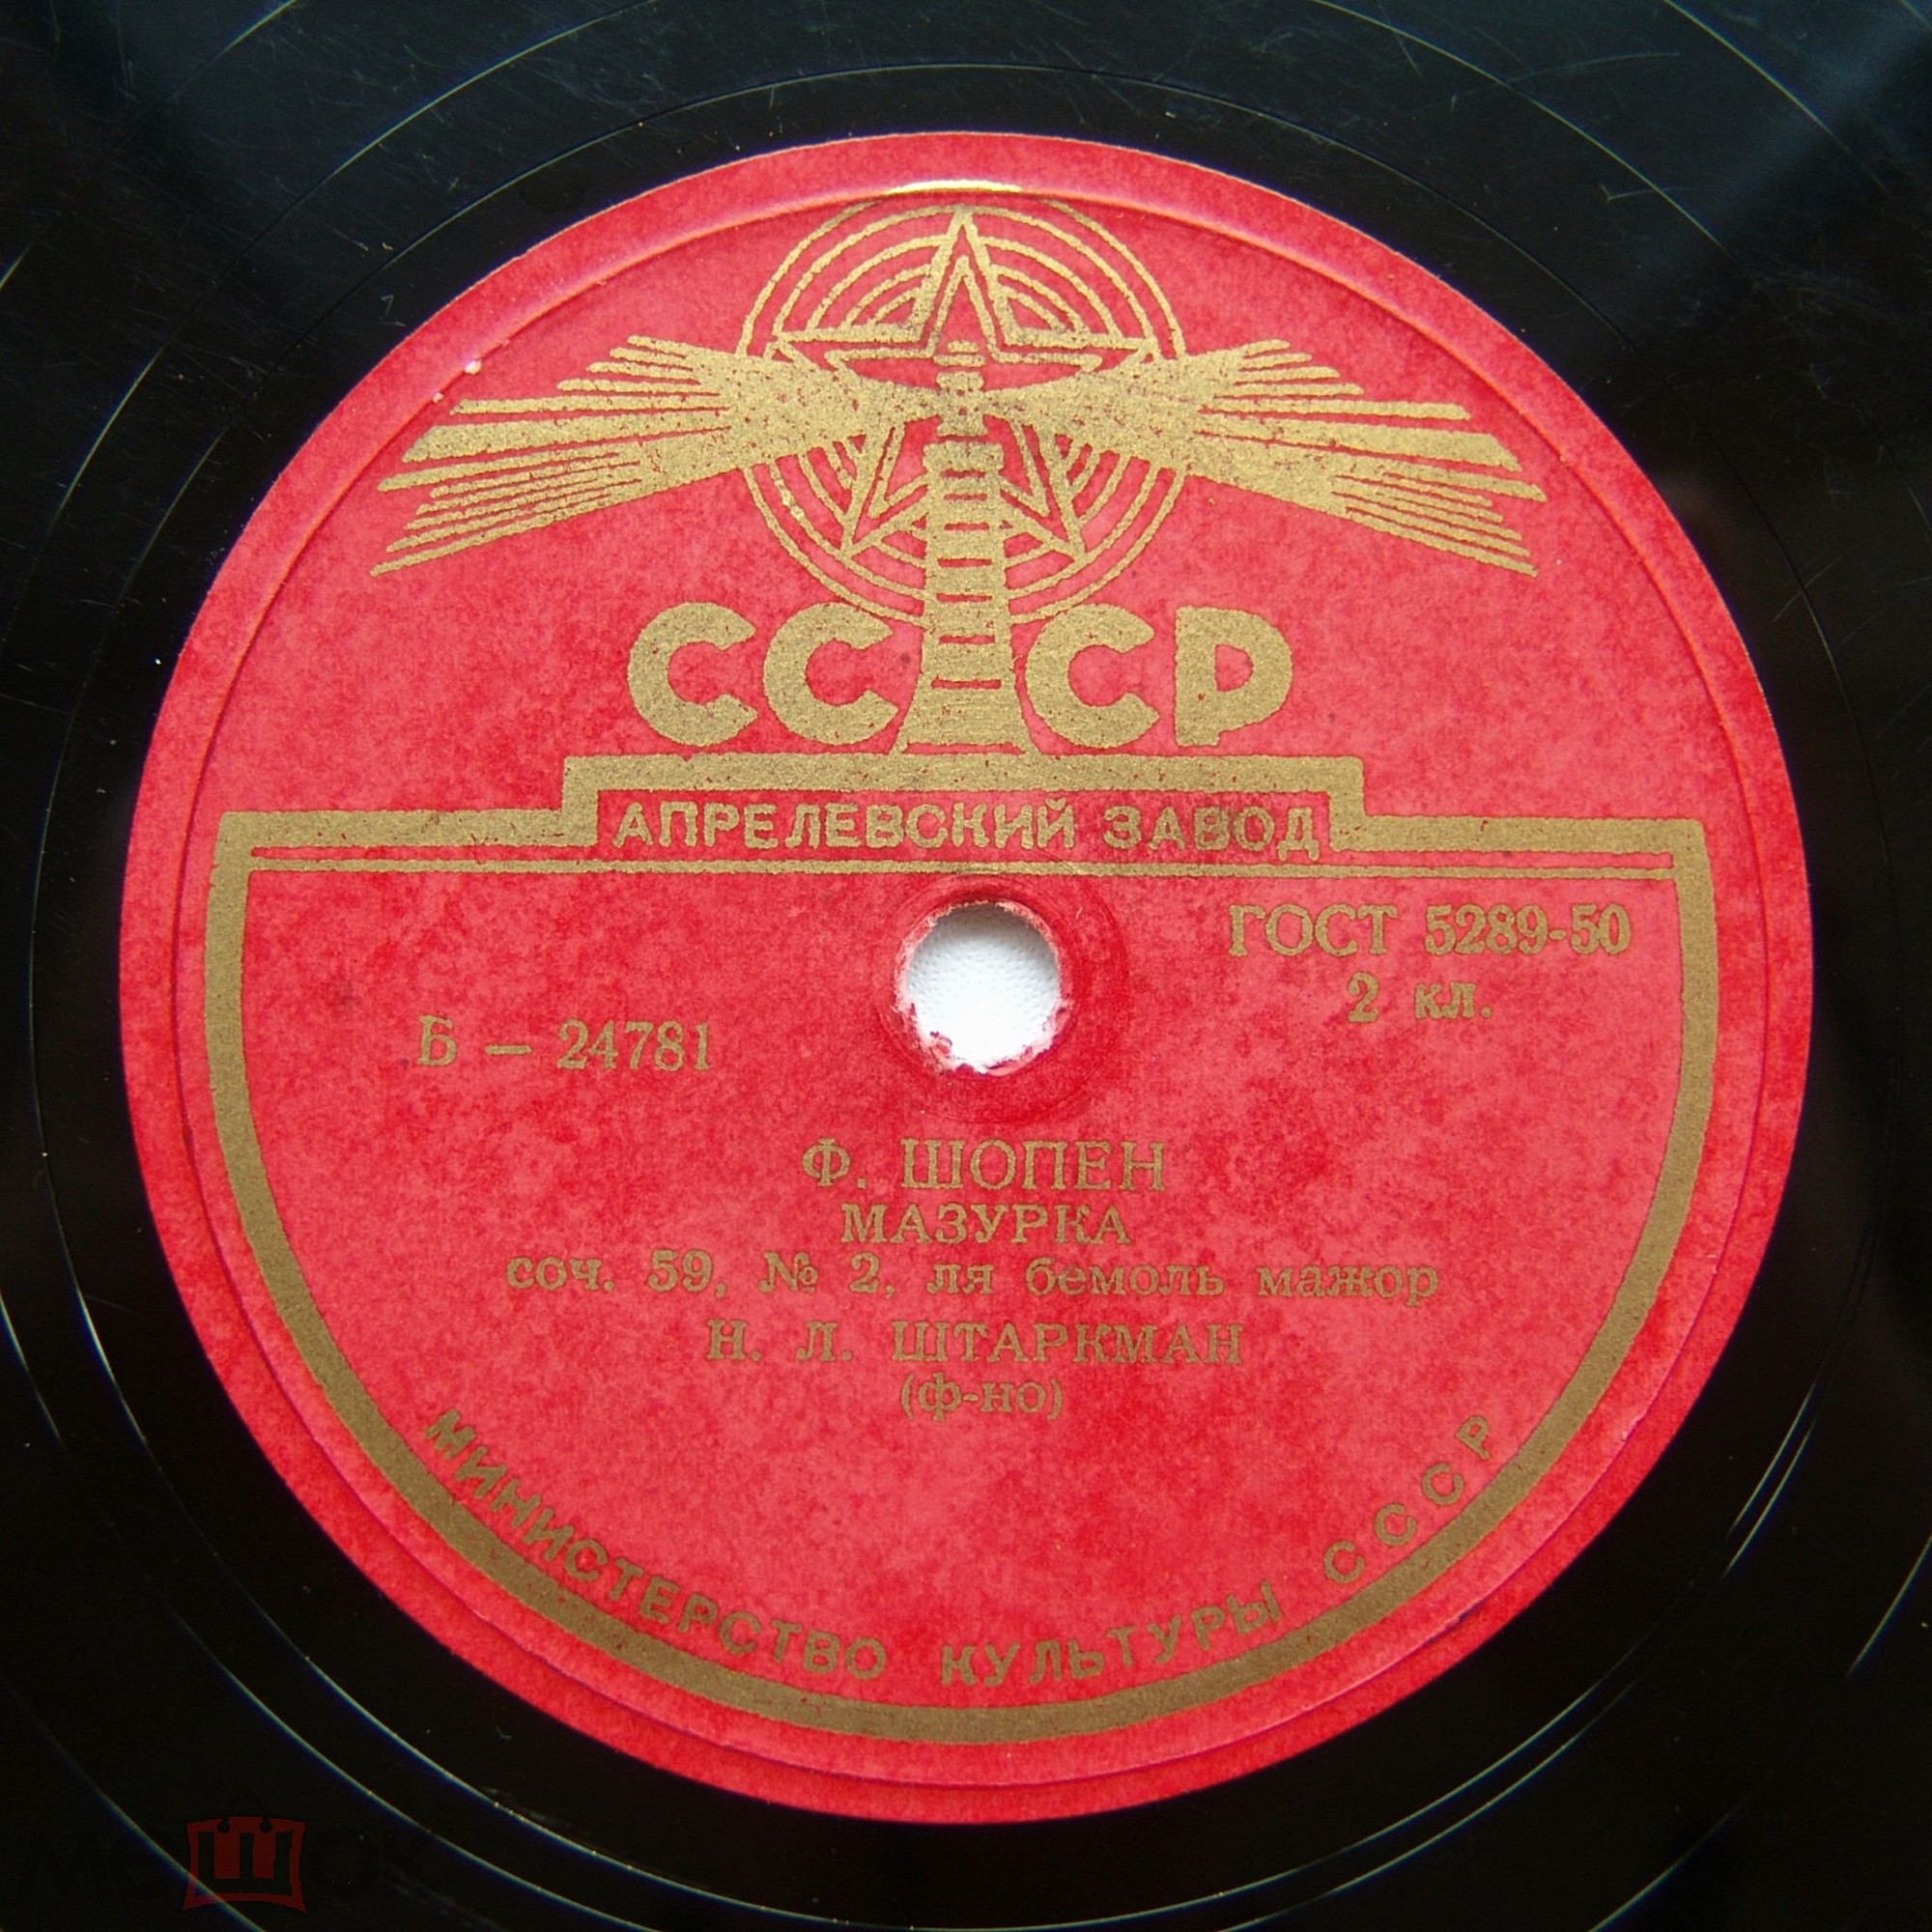 СССР
АПРЕЛЕВСКИЙ ЗАВОД
ГОСТ 5289-50
2 кл.
Б — 24781
Ф. ШОПЕН
МАЗУРКА
соч. 59, № 2, ля бемоль мажор
Н. Л. ШТАРКМАН
(ф-но)
МИНИСТЕРСТВО КУЛЬТУРЫ СССР
мешок